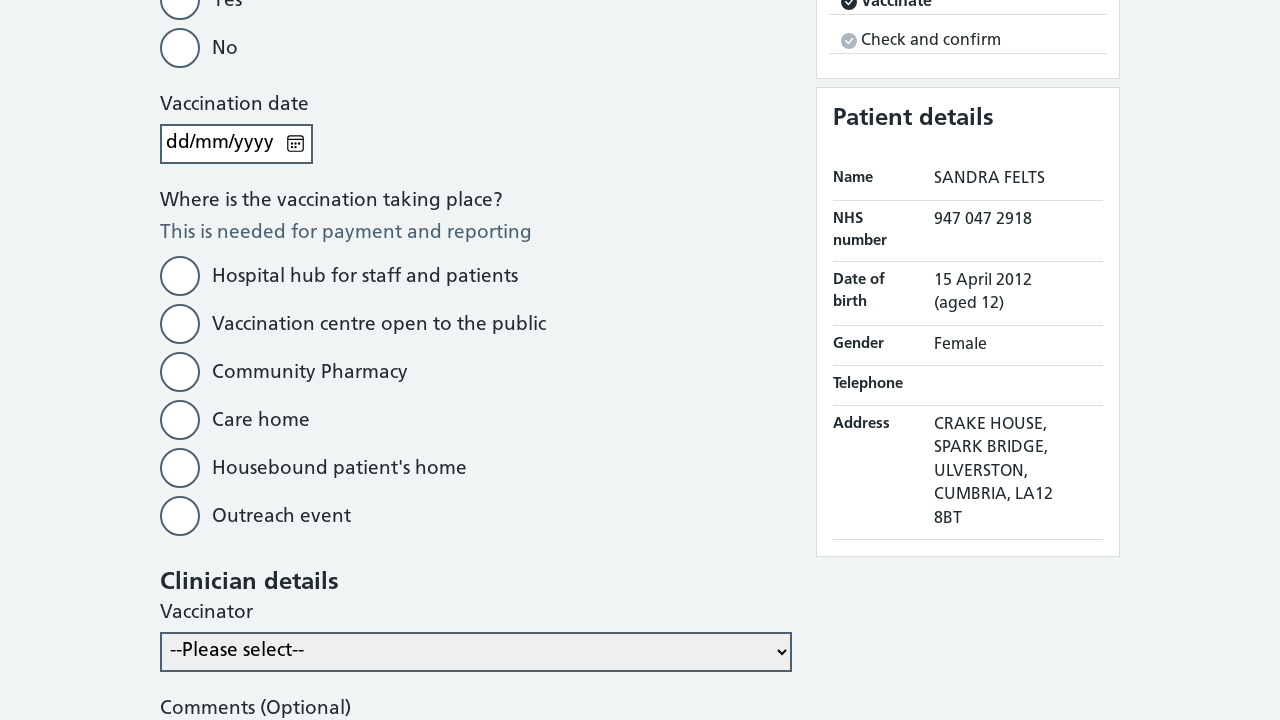 Yes
No
Vaccination date
dd/mm/yyyy
Where is the vaccination taking place?
This is needed for payment and reporting
Hospital hub for staff and patients
Vaccination centre open to the public
Community Pharmacy
Care home
Housebound patient's home
Outreach event
Clinician details
Vaccinator
--Please select--
Comments (Optional)
Vaccinate
Check and confirm
Patient details
Name SANDRA FELTS
NHS number 947 047 2918
Date of birth 15 April 2012
(aged 12)
Gender Female
Telephone
Address CRAKE HOUSE,
SPARK BRIDGE,
ULVERSTON,
CUMBRIA, LA12
8BT